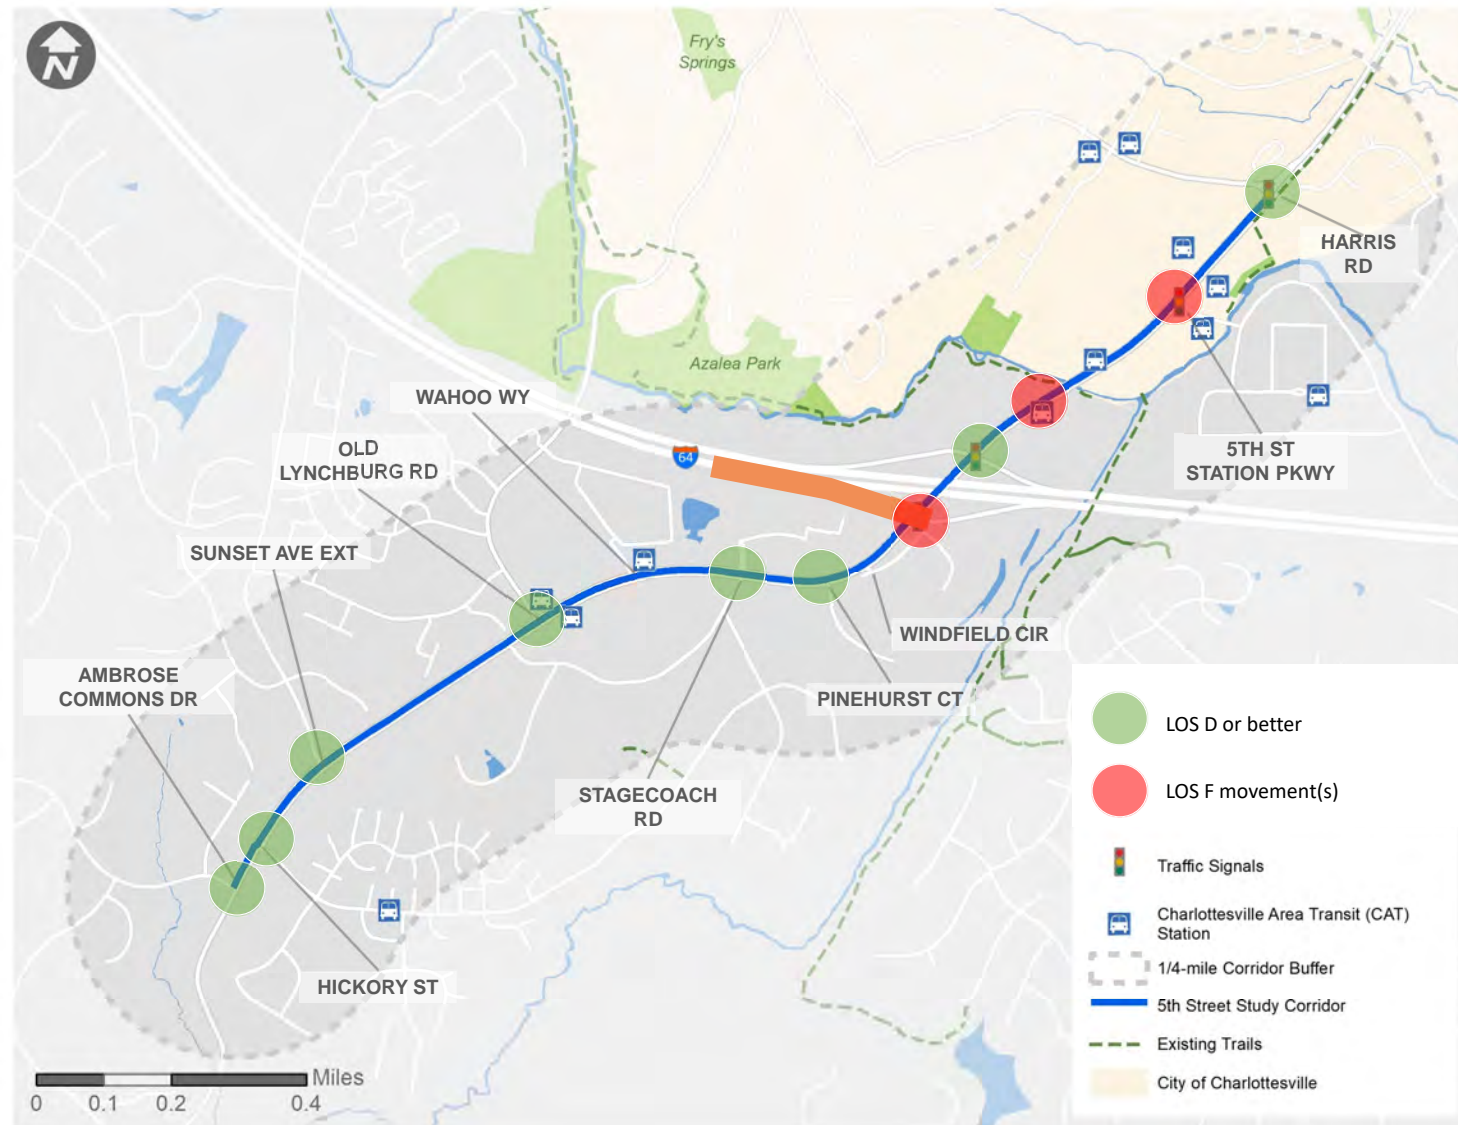 N
Fry's
Springs
HARRIS
RD
Azalea Park
WAHOO WY
OLD
LYNCHBURG RD
64
5TH ST
STATION PKWY
SUNSET AVE EXT
WINDFIELD CIR
AMBROSE
COMMONS DR
PINEHURST CT
STAGECOACH
RD
HICKORY ST
LOS D or better
LOS F movement(s)
Traffic Signals
Charlottesville Area Transit (CAT)
Station
1/4-mile Corridor Buffer
5th Street Study Corridor
Existing Trails
City of Charlottesville
Miles
0 0.1 0.2 0.4